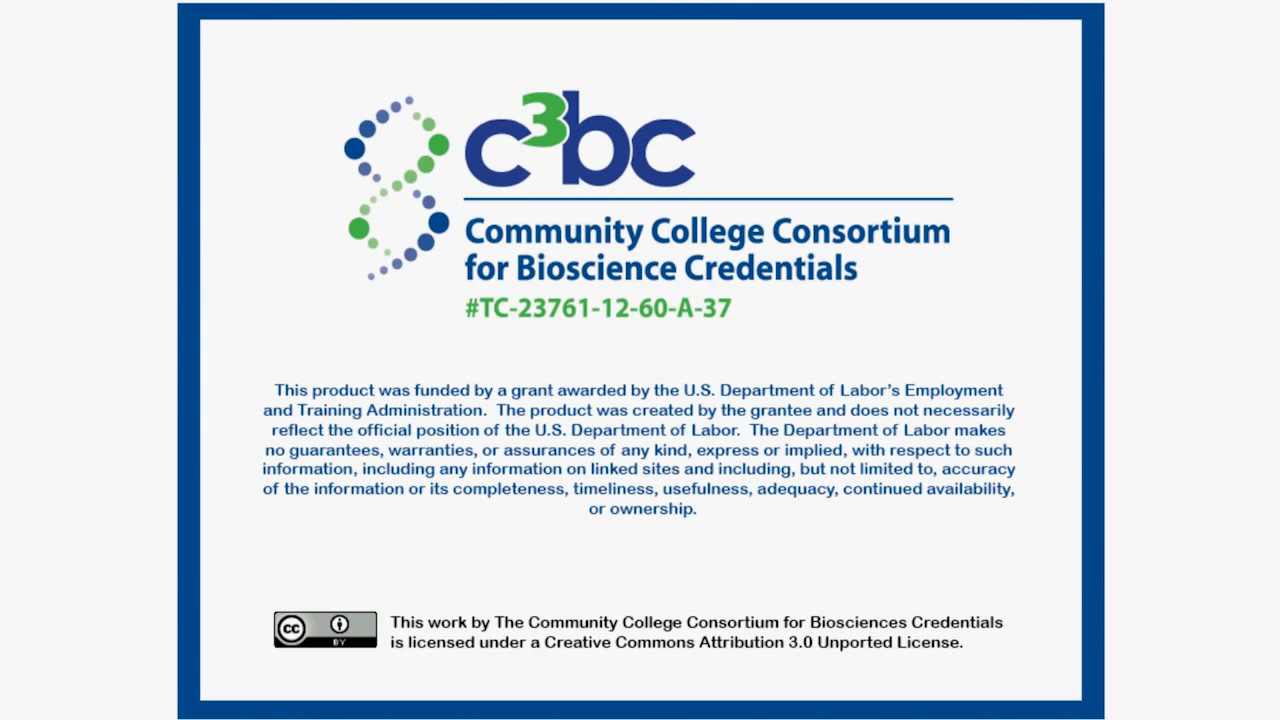 c3bc
Community College Consortium
for Bioscience Credentials
#TC-23761-12-60-A-37
This product was funded by a grant awarded by the U.S. Department of Labor’s Employment
and Training Administration.  The product was created by the grantee and does not necessarily
reflect the official position of the U.S. Department of Labor.  The Department of Labor makes
no guarantees, warranties, or assurances of any kind, express or implied, with respect to such
information, including any information on linked sites and including, but not limited to, accuracy
of the information or its completeness, timeliness, usefulness, adequacy, continued availability,
or ownership.
cc BY
This work by The Community College Consortium for Biosciences Credentials
is licensed under a Creative Commons Attribution 3.0 Unported License.